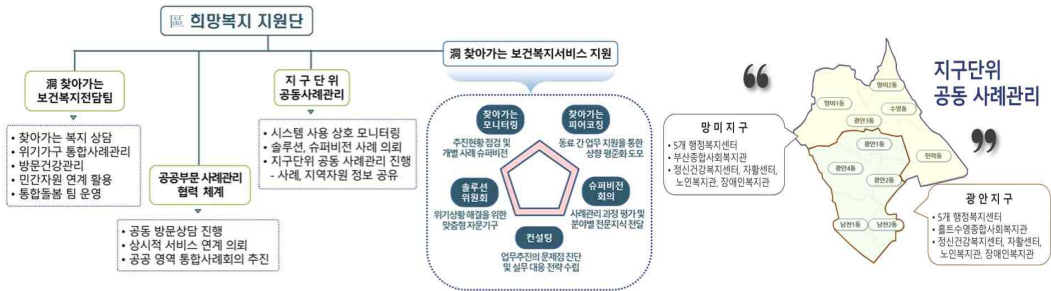 區 희망복지 지원단
洞 찾아가는
보건복지전담팀
• 찾아가는 복지 상담
• 위기가구 통합사례관리
• 방문건강관리
• 민간자원 연계 활용
• 통합돌봄 팀 운영
공공부문 사례관리
협력 체계
• 공동 방문상담 진행
• 상시적 서비스 연계 의뢰
• 공공 영역 통합사례회의 추진
지 구 단 위
공동사례관리
• 시스템 사용 상호 모니터링
• 솔루션, 슈퍼비전 사례 의뢰
• 지구단위 공동 사례관리 진행
- 사례, 지역자원 정보 공유
洞 찾아가는 보건복지서비스 지원
찾아가는
모니터링
추진현황 점검 및
개별 사례 슈퍼비전
찾아가는
피어코칭
동료 간 업무 지원을 통한
상향 평준화 도모
솔루션
위원회
위기상황 해결을 위한
맞춤형 자문기구
슈퍼비전
회의
사례관리 과정 평가 및
분야별 전문지식 전달
컨설팅
업무추진의 문제점 진단
및 실무 대응 전략 수립
지구단위
공동 사례관리
망 미 지 구
• 5개 행정복지센터
• 부산종합사회복지관
• 정신건강복지센터, 자활센터,
노인복지관, 장애인복지관
망미2동
망미1동
수영동
광안3동
광안1동
민락동
광안4동
광안2동
남천1동
남천2동
광 안 지 구
• 5개 행정복지센터
• 홀트수영종합사회복지관
• 정신건강복지센터, 자활센터,
노인복지관, 장애인복지관